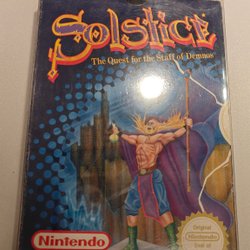 Solstice
The Quest for the Staff of Demnos
Nintendo
Original
Nintendo
Seal of